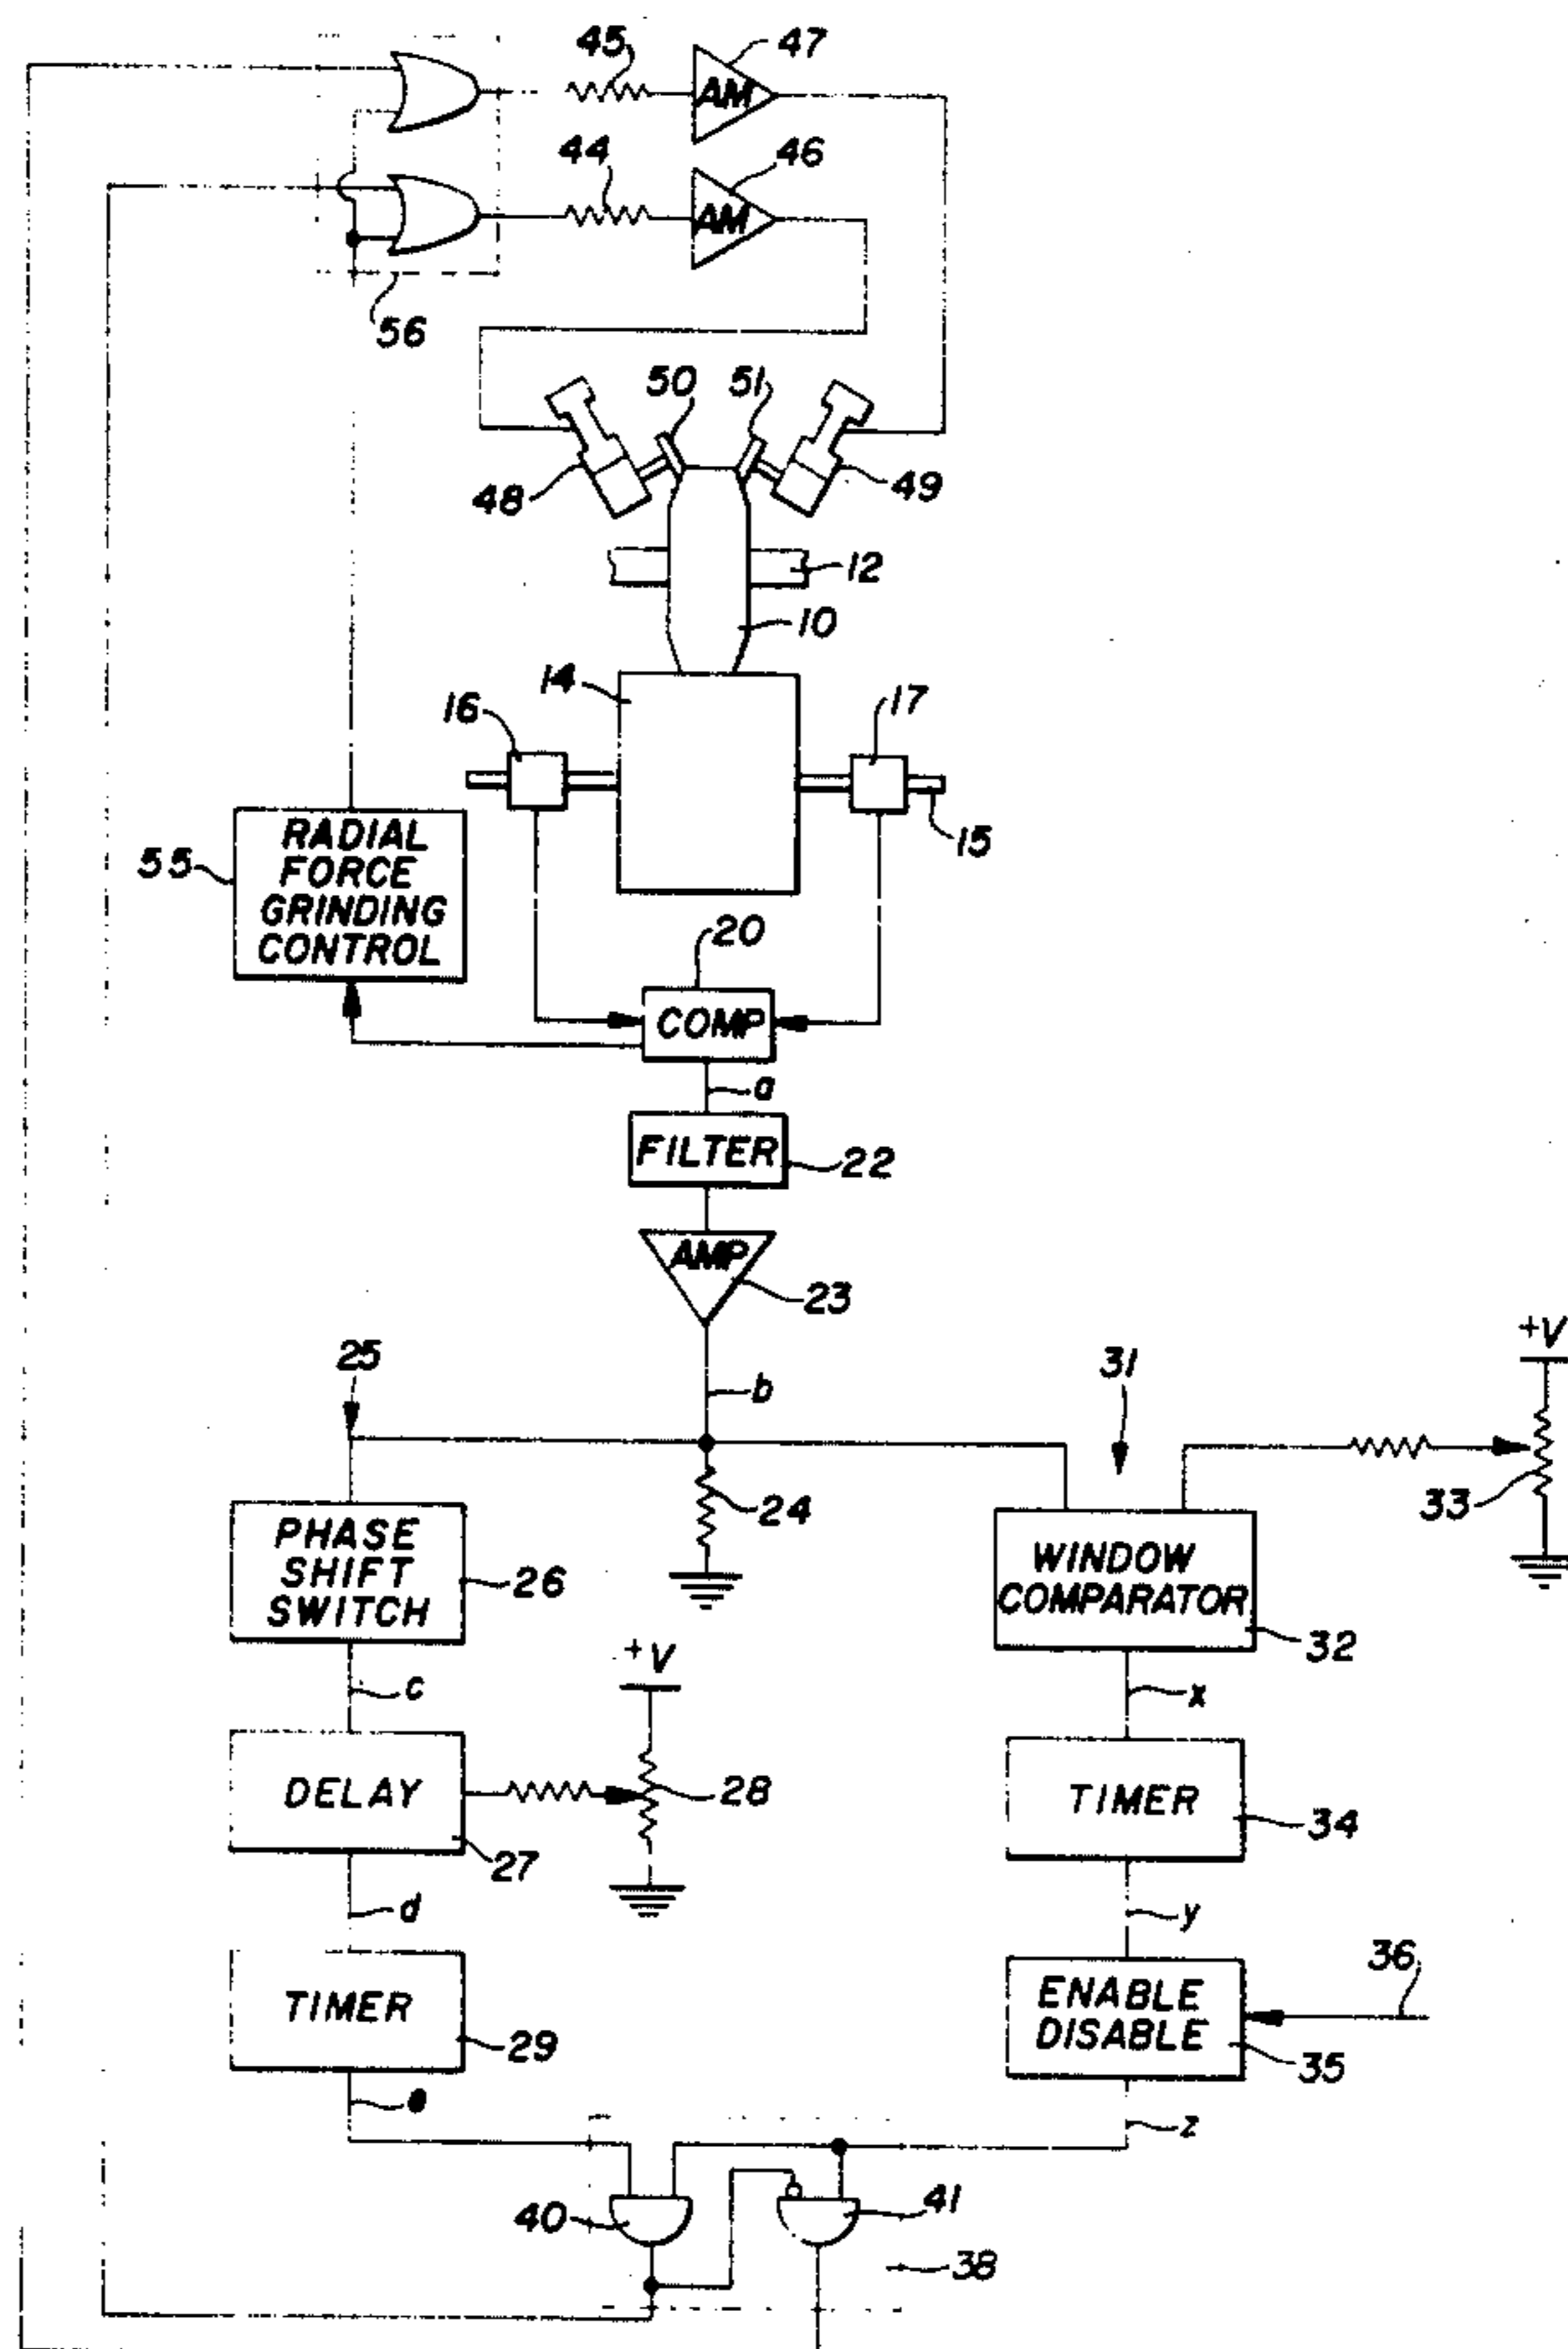 45
47
AM
44
46
AM
56
50
51
48
49
12
10
14
16
17
15
55
RADIAL
FORCE
GRINDING
CONTROL
20
COMP
a
FILTER
22
AMP
23
25
b
31
+V
24
33
PHASE
SHIFT
SWITCH
26
WINDOW
COMPARATOR
32
+V
c
x
DELAY
27
28
TIMER
34
d
y
TIMER
29
ENABLE
DISABLE
36
35
e
z
40
41
38